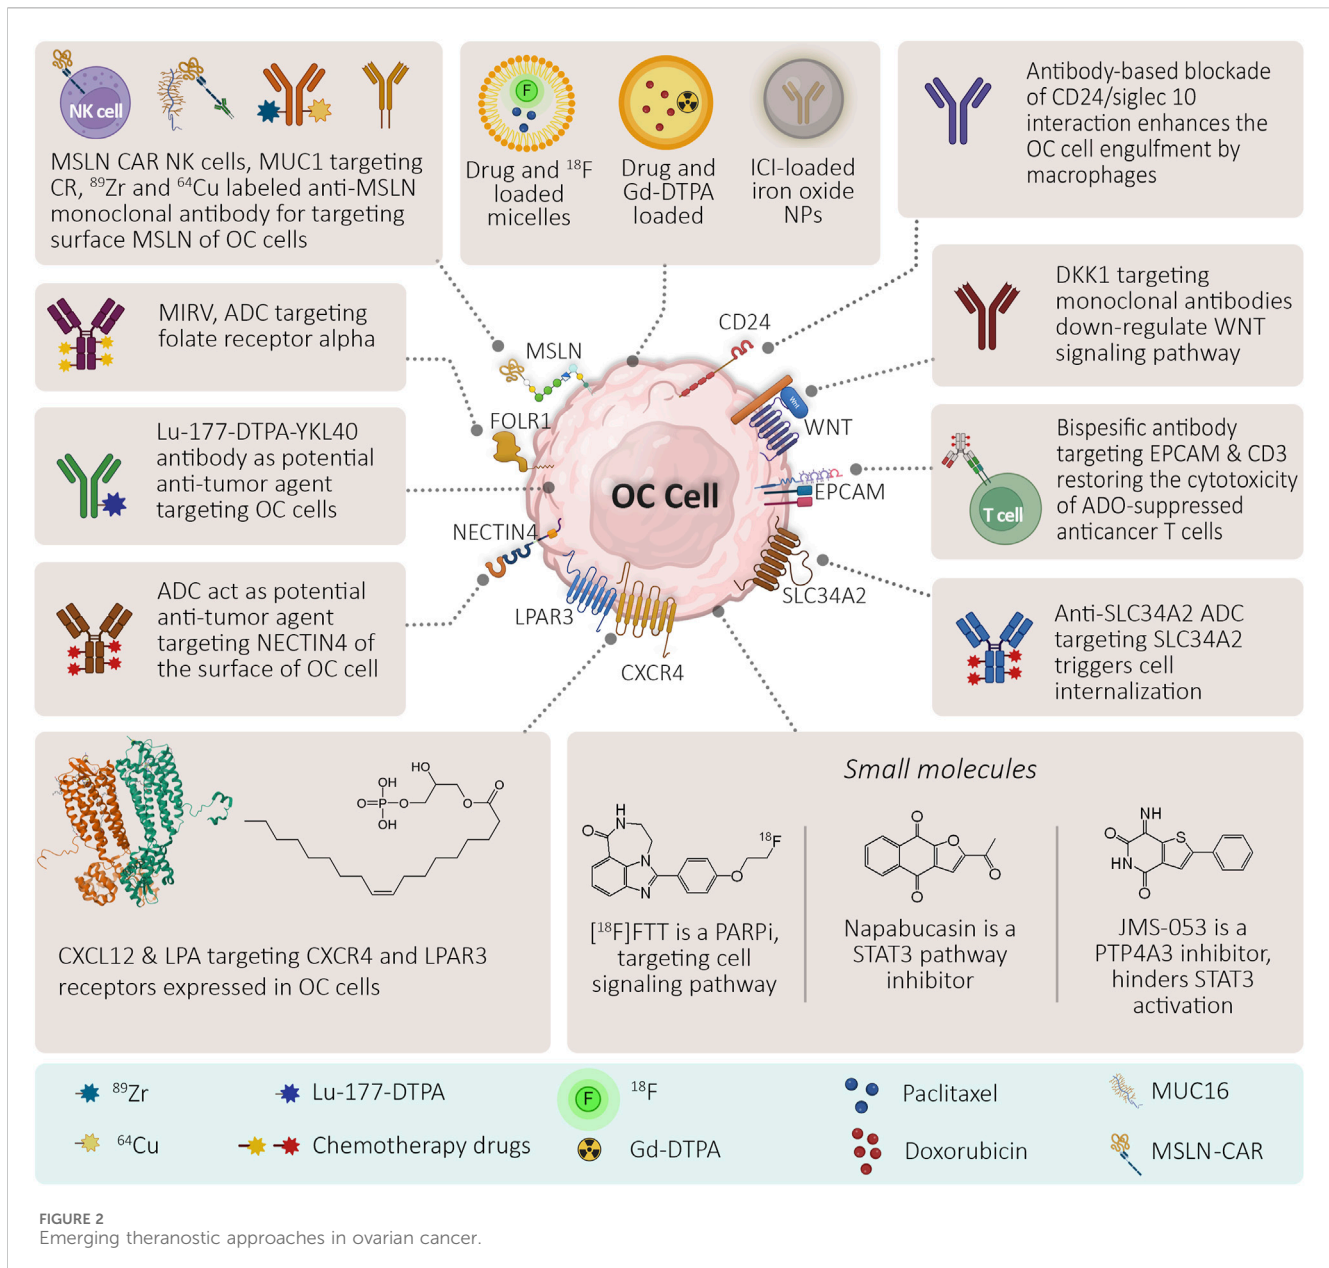 NK cell
MSLN CAR NK cells, MUC1 targeting
CR, ⁸⁹Zr and ⁶⁴Cu labeled anti-MSLN
monoclonal antibody for targeting
surface MSLN of OC cells
F
Drug and ¹⁸F
loaded
micelles
Drug and
Gd-DTPA
loaded
ICI-loaded
iron oxide
NPs
Antibody-based blockade
of CD24/siglec 10
interaction enhances the
OC cell engulfment by
macrophages
MIRV, ADC targeting
folate receptor alpha
DKK1 targeting
monoclonal antibodies
down-regulate WNT
signaling pathway
Lu-177-DTPA-YKL40
antibody as potential
anti-tumor agent
targeting OC cells
Bispesific antibody
targeting EPCAM & CD3
restoring the cytotoxicity
of ADO-suppressed
anticancer T cells
T cell
ADC act as potential
anti-tumor agent
targeting NECTIN4 of
the surface of OC cell
Anti-SLC34A2 ADC
targeting SLC34A2
triggers cell
internalization
CD24
MSLN
FOLR1
WNT
OC Cell
EPCAM
NECTIN4
SLC34A2
LPAR3
CXCR4
HO
OH
O
O=P-O
O
OH
CXCL12 & LPA targeting CXCR4 and LPAR3
receptors expressed in OC cells
Small molecules
H
N
O
N
N
O
¹⁸F
[¹⁸F]FTT is a PARPi,
targeting cell
signaling pathway
O
O
O
O
Napabucasin is a
STAT3 pathway
inhibitor
NH
O
S
HN
O
JMS-053 is a
PTP4A3 inhibitor,
hinders STAT3
activation
⁸⁹Zr
Lu-177-DTPA
F
¹⁸F
Paclitaxel
MUC16
⁶⁴Cu
Chemotherapy drugs
Gd-DTPA
Doxorubicin
MSLN-CAR
FIGURE 2
Emerging theranostic approaches in ovarian cancer.